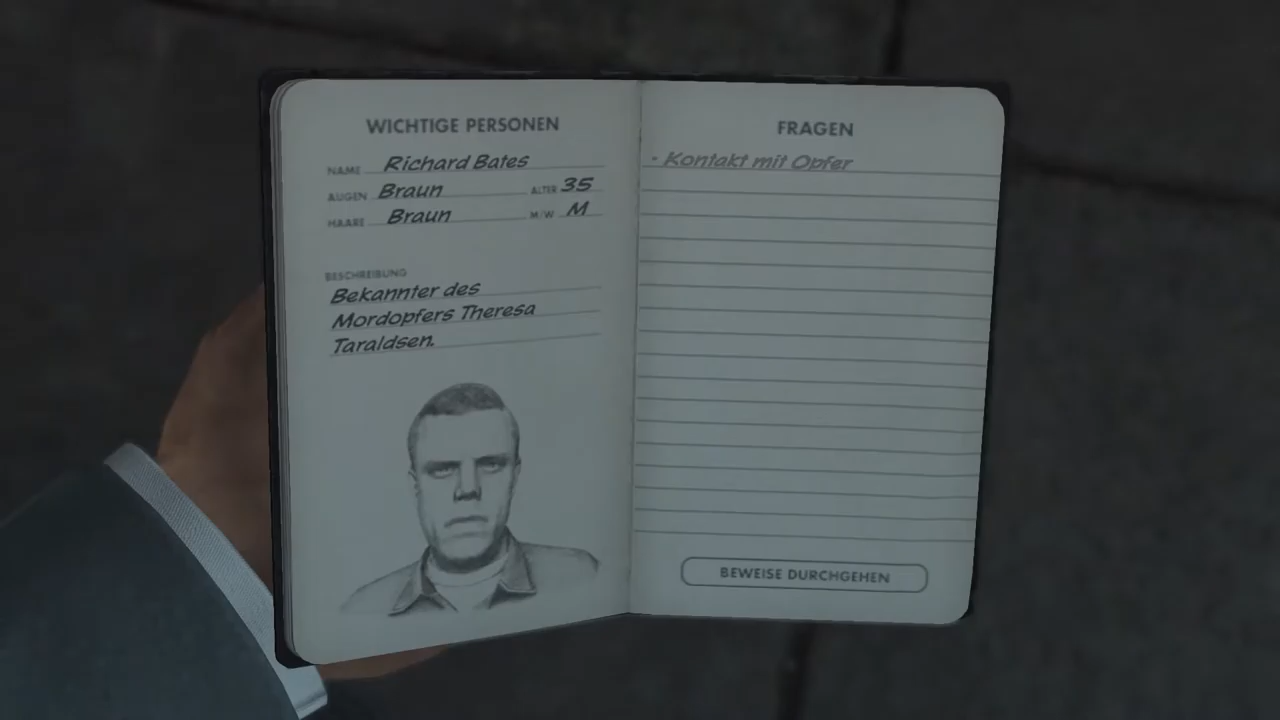 WICHTIGE PERSONEN
NAME Richard Bates
AUGEN Braun ALTER 35
HAARE Braun M/W M
BESCHREIBUNG
Bekannter des
Mordopfers Theresa
Taraldsen.
FRAGEN
- Kontakt mit Opfer
BEWEISE DURCHGEHEN